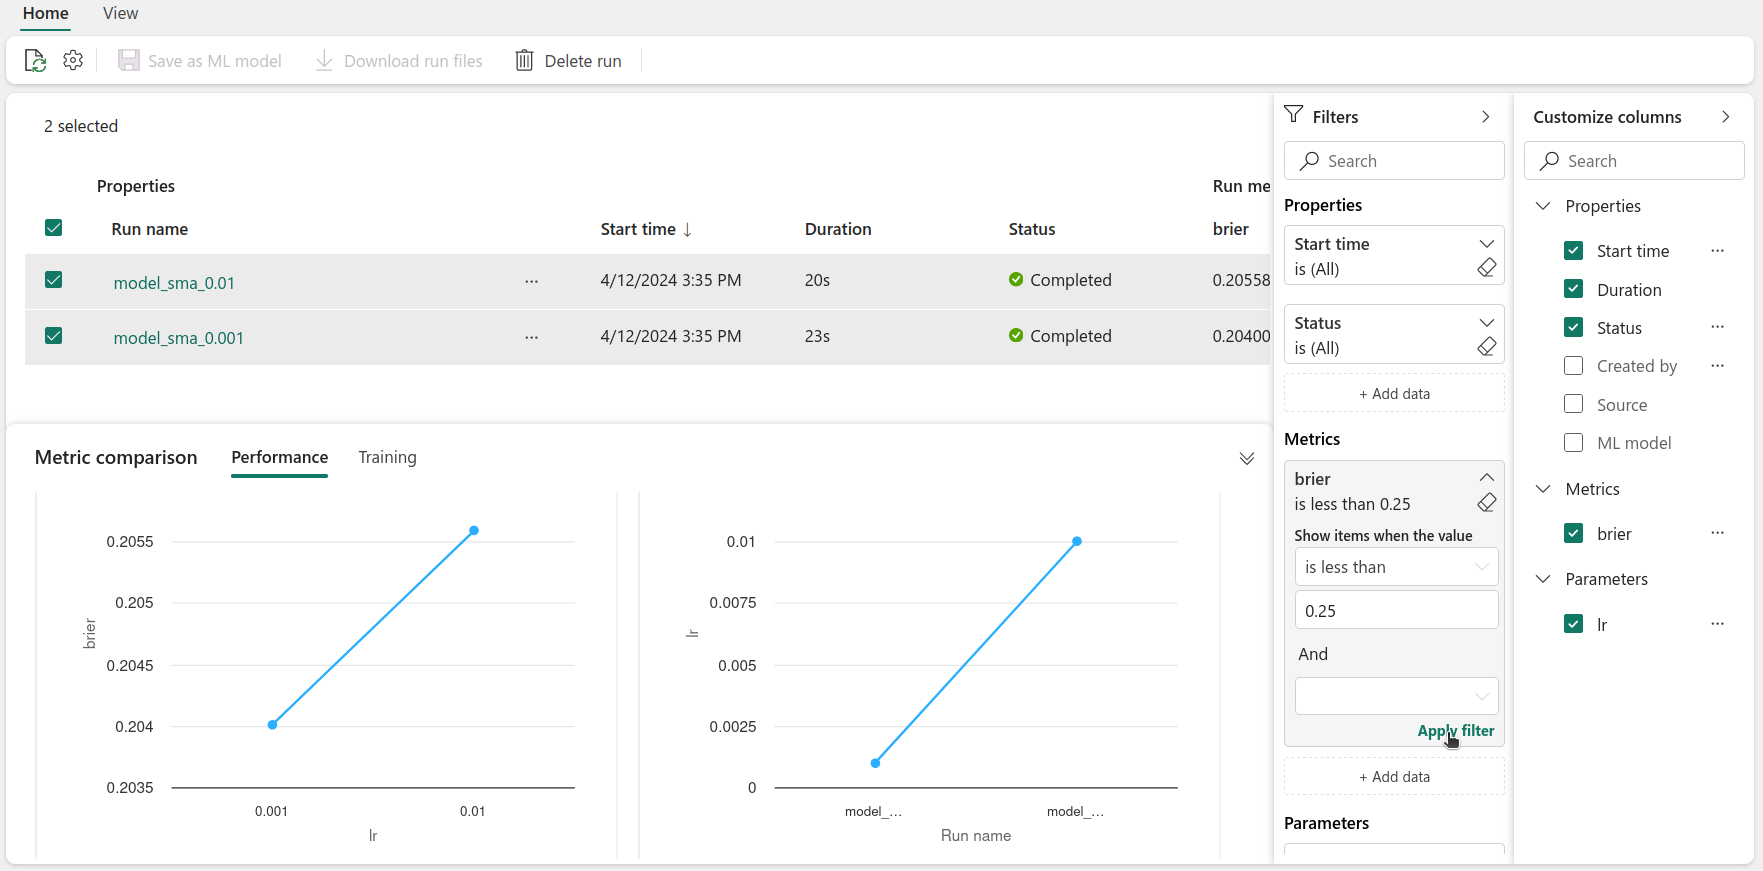 Home View
Save as ML model Download run files Delete run
2 selected
Properties Run me
Run name Start time ↓ Duration Status brier
model_sma_0.01 ... 4/12/2024 3:35 PM 20s Completed 0.20558
model_sma_0.001 ... 4/12/2024 3:35 PM 23s Completed 0.20400
Metric comparison Performance Training
0.2055
0.205
0.2045
0.204
0.2035
brier
0.001 0.01
lr
0.01
0.0075
0.005
0.0025
0
lr
model_... model_...
Run name
Filters
Search
Properties
Start time
is (All)
Status
is (All)
+ Add data
Metrics
brier
is less than 0.25
Show items when the value
is less than
0.25
And
Apply filter
+ Add data
Parameters
Customize columns
Search
Properties
Start time ...
Duration
Status ...
Created by ...
Source
ML model
Metrics
brier ...
Parameters
lr ...